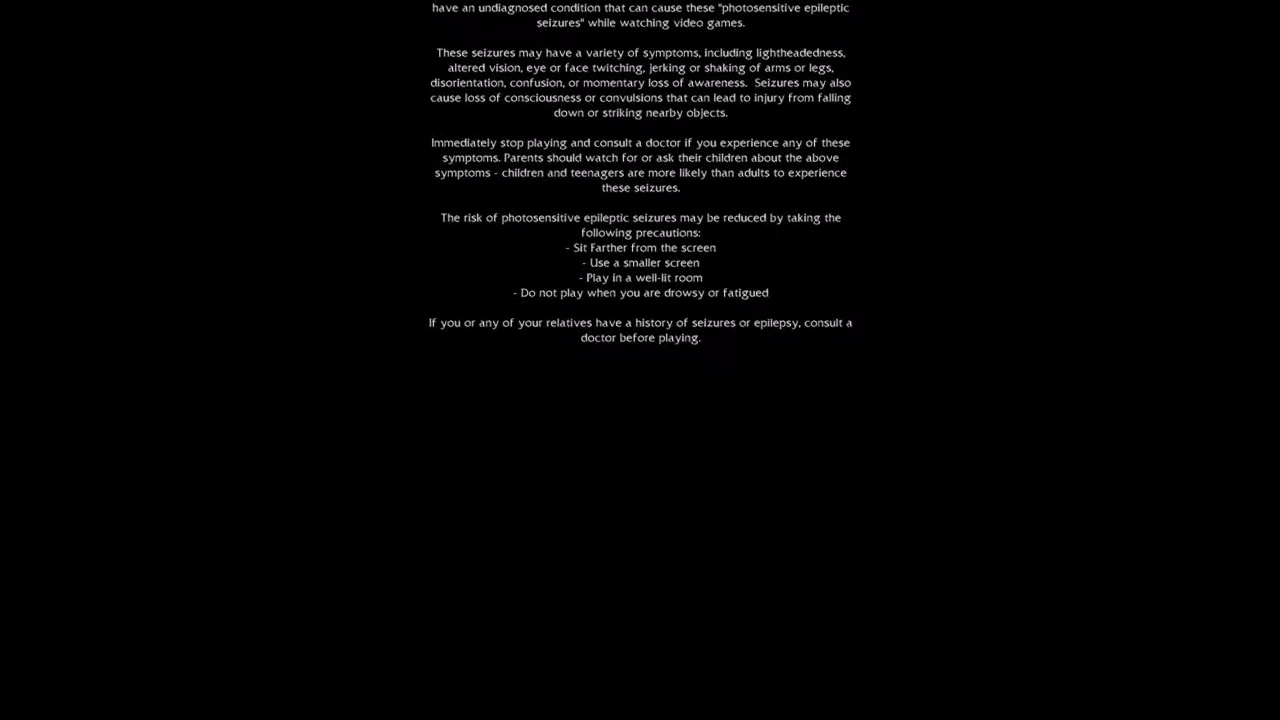 have an undiagnosed condition that can cause these "photosensitive epileptic
seizures" while watching video games.
These seizures may have a variety of symptoms, including lightheadedness,
altered vision, eye or face twitching, jerking or shaking of arms or legs,
disorientation, confusion, or momentary loss of awareness.  Seizures may also
cause loss of consciousness or convulsions that can lead to injury from falling
down or striking nearby objects.
Immediately stop playing and consult a doctor if you experience any of these
symptoms. Parents should watch for or ask their children about the above
symptoms - children and teenagers are more likely than adults to experience
these seizures.
The risk of photosensitive epileptic seizures may be reduced by taking the
following precautions:
- Sit Farther from the screen
- Use a smaller screen
- Play in a well-lit room
- Do not play when you are drowsy or fatigued
If you or any of your relatives have a history of seizures or epilepsy, consult a
doctor before playing.